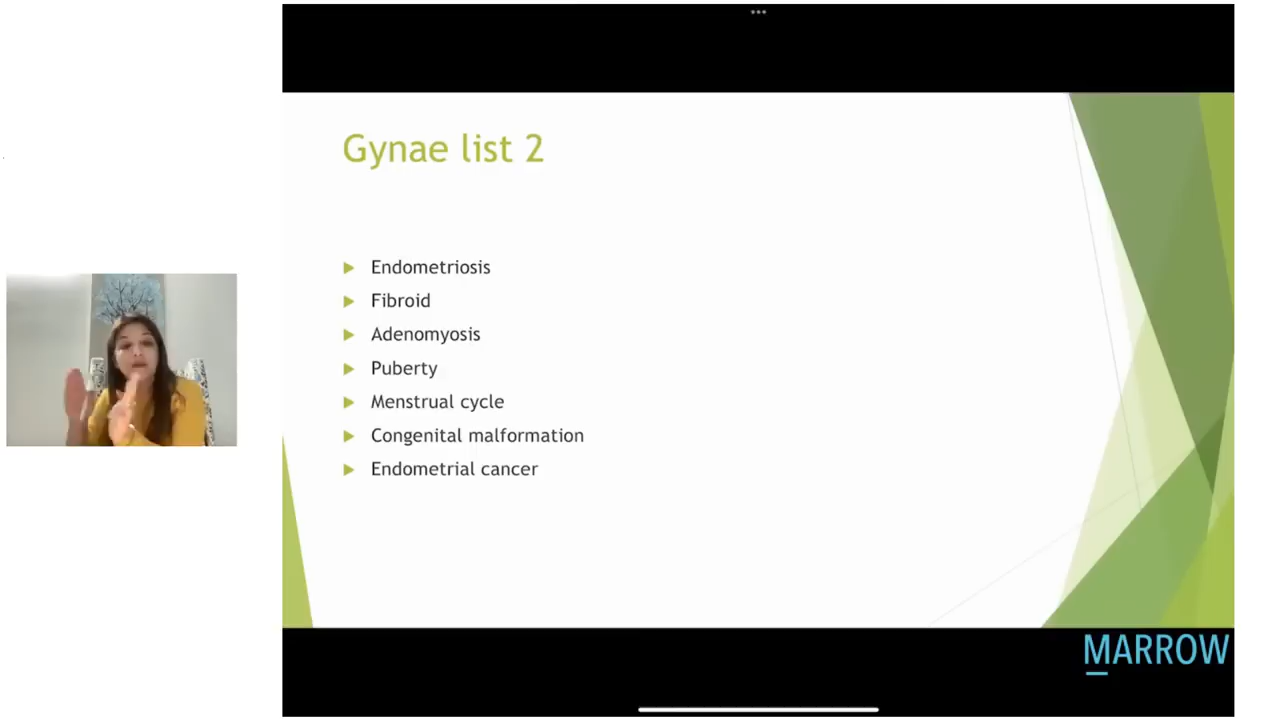 Gynae list 2
Endometriosis
Fibroid
Adenomyosis
Puberty
Menstrual cycle
Congenital malformation
Endometrial cancer
MARROW